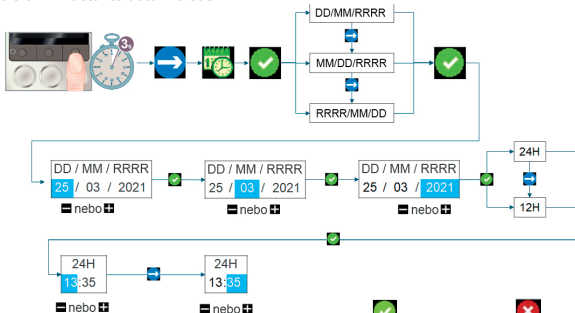 3s
DD/MM/RRRR
MM/DD/RRRR
RRRR/MM/DD
DD / MM / RRRR
25 / 03 / 2021
nebo
DD / MM / RRRR
25 / 03 / 2021
nebo
DD / MM / RRRR
25 / 03 / 2021
nebo
24H
12H
24H
13:35
nebo
24H
13:35
nebo